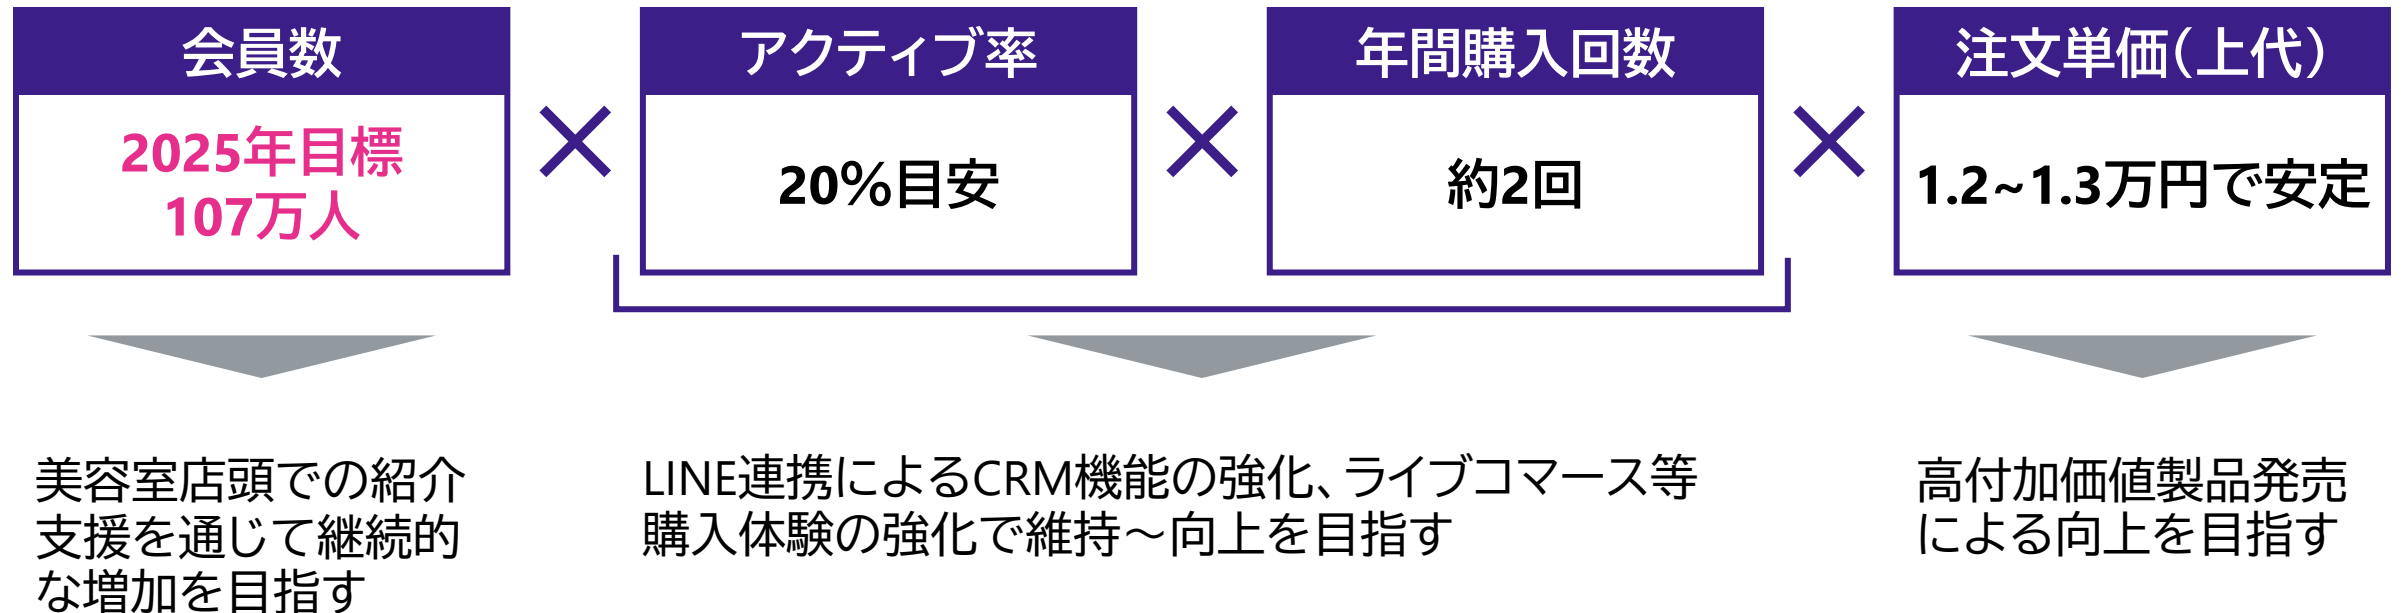 会員数
2025年目標
107万人
×
アクティブ率
20%目安
×
年間購入回数
約2回
×
注文単価（上代）
1.2~1.3万円で安定
美容室店頭での紹介
支援を通じて継続的
な増加を目指す
LINE連携によるCRM機能の強化、ライブコマース等
購入体験の強化で維持～向上を目指す
高付加価値製品発売
による向上を目指す